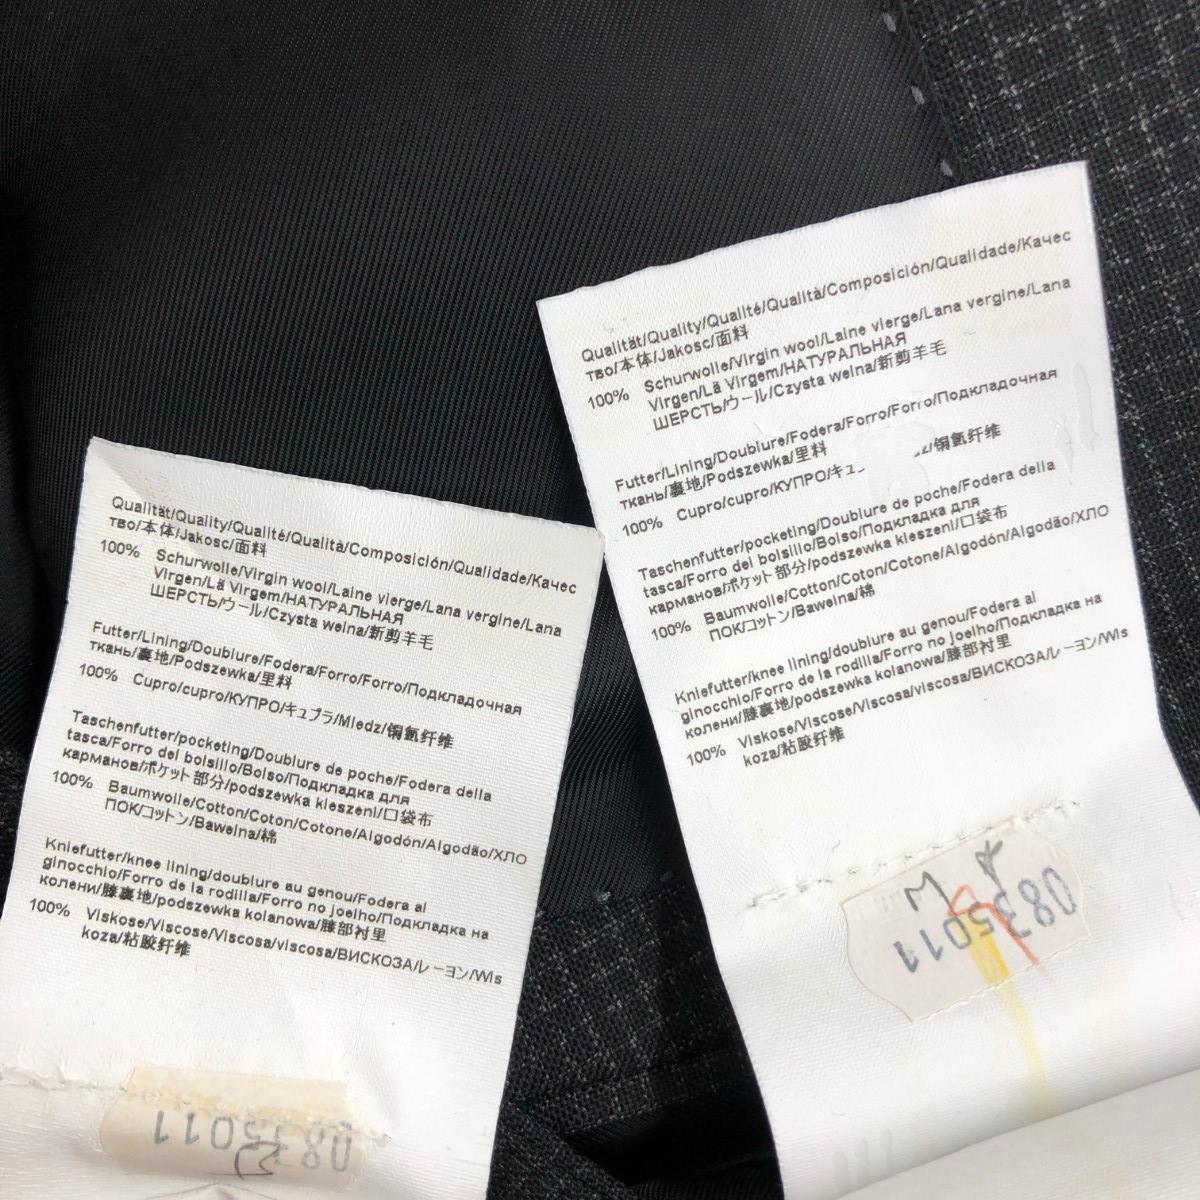 Qualität/Quality/Qualité/Qualità/Composición/Qualidade/Качес
тво/本体/Jakosc/面料
100% Schurwolle/Virgin wool/Laine vierge/Lana vergine/Lana
Virgen/Lã Virgem/НАТУРАЛЬНАЯ
ШЕРСТЬ/ウール/Czysta welna/新剪羊毛
Futter/Lining/Doublure/Fodera/Forro/Forro/Подкладочная
ткань/裏地/Podszewka/里料
100% Cupro/cupro/КУПРО/キュプラ/Miedz/铜氨纤维
Taschenfutter/pocketing/Doublure de poche/Fodera della
tasca/Forro del bolsillo/Bolso/Подкладка для
карманов/ポケット部分/podszewka kieszeni/口袋布
100% Baumwolle/Cotton/Coton/Cotone/Algodón/Algodão/ХЛО
ПОК/コットン/Bawelna/棉
Kniefutter/knee lining/doublure au genou/Fodera al
ginocchio/Forro de la rodilla/Forro no joelho/Подкладка на
колени/膝裏地/podszewka kolanowa/膝部衬里
100% Viskose/Viscose/Viscosa/viscosa/ВИСКОЗА/レーヨン/Wis
koza/粘胶纤维
0835011
Qualität/Quality/Qualité/Qualità/Composición/Qualidade/Качес
тво/本体/Jakosc/面料
100% Schurwolle/Virgin wool/Laine vierge/Lana vergine/Lana
Virgen/Lã Virgem/НАТУРАЛЬНАЯ
ШЕРСТЬ/ウール/Czysta welna/新剪羊毛
Futter/Lining/Doublure/Fodera/Forro/Forro/Подкладочная
ткань/裏地/Podszewka/里料
100% Cupro/cupro/КУПРО/キュ 铜氨纤维
Taschenfutter/pocketing/Doublure de poche/Fodera della
tasca/Forro del bolsillo/Bolso/Подкладка для
карманов/ポケット部分/podszewka kieszeni/口袋布
100% Baumwolle/Cotton/Coton/Cotone/Algodón/Algodão/ХЛО
ПОК/コットン/Bawelna/棉
Kniefutter/knee lining/doublure au genou/Fodera al
ginocchio/Forro de la rodilla/Forro no joelho/Подкладка на
колени/膝裏地/podszewka kolanowa/膝部衬里
100% Viskose/Viscose/Viscosa/viscosa/ВИСКОЗА/レーヨン/Wis
koza/粘胶纤维
0835011